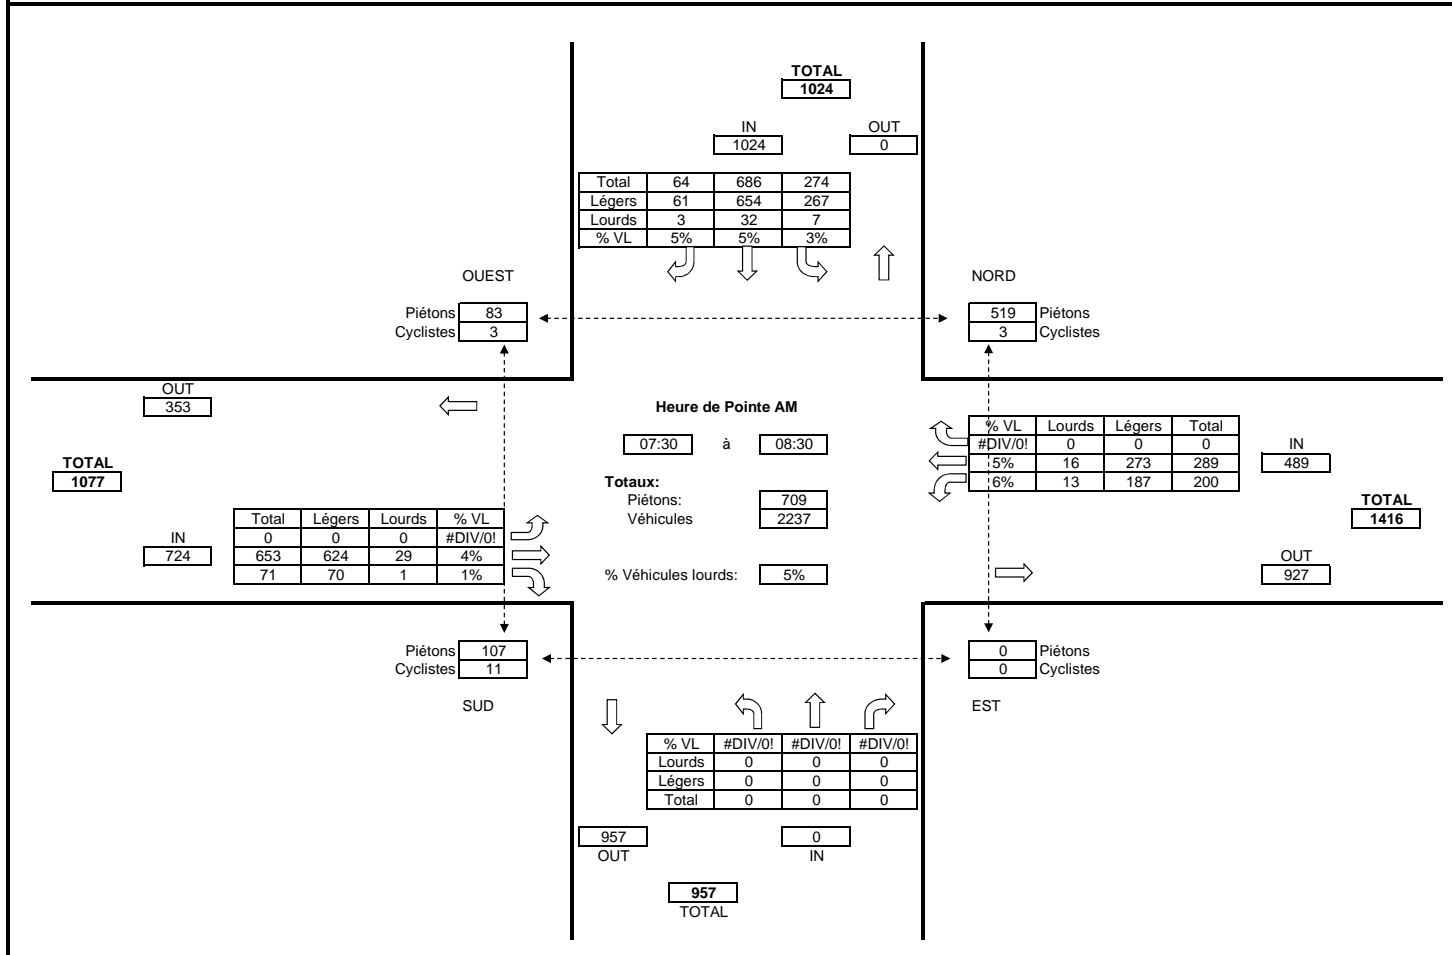 TOTAL
1024
IN OUT
1024 0
Total 64 686 274
Légers 61 654 267
Lourds 3 32 7
% VL 5% 5% 3%
OUEST NORD
Piétons 83 519 Piétons
Cyclistes 3 3 Cyclistes
OUT
353
Heure de Pointe AM
07:30 à 08:30
% VL Lourds Légers Total
#DIV/0! 0 0 0
5% 16 273 289
6% 13 187 200
IN
489
TOTAL
1077
Totaux:
Piétons: 709
Véhicules 2237
TOTAL
1416
Total Légers Lourds % VL
0 0 0 #DIV/0!
653 624 29 4%
71 70 1 1%
IN
724
% Véhicules lourds: 5%
OUT
927
Piétons 107 0 Piétons
Cyclistes 11 0 Cyclistes
SUD EST
% VL #DIV/0! #DIV/0! #DIV/0!
Lourds 0 0 0
Légers 0 0 0
Total 0 0 0
957 0
OUT IN
957
TOTAL